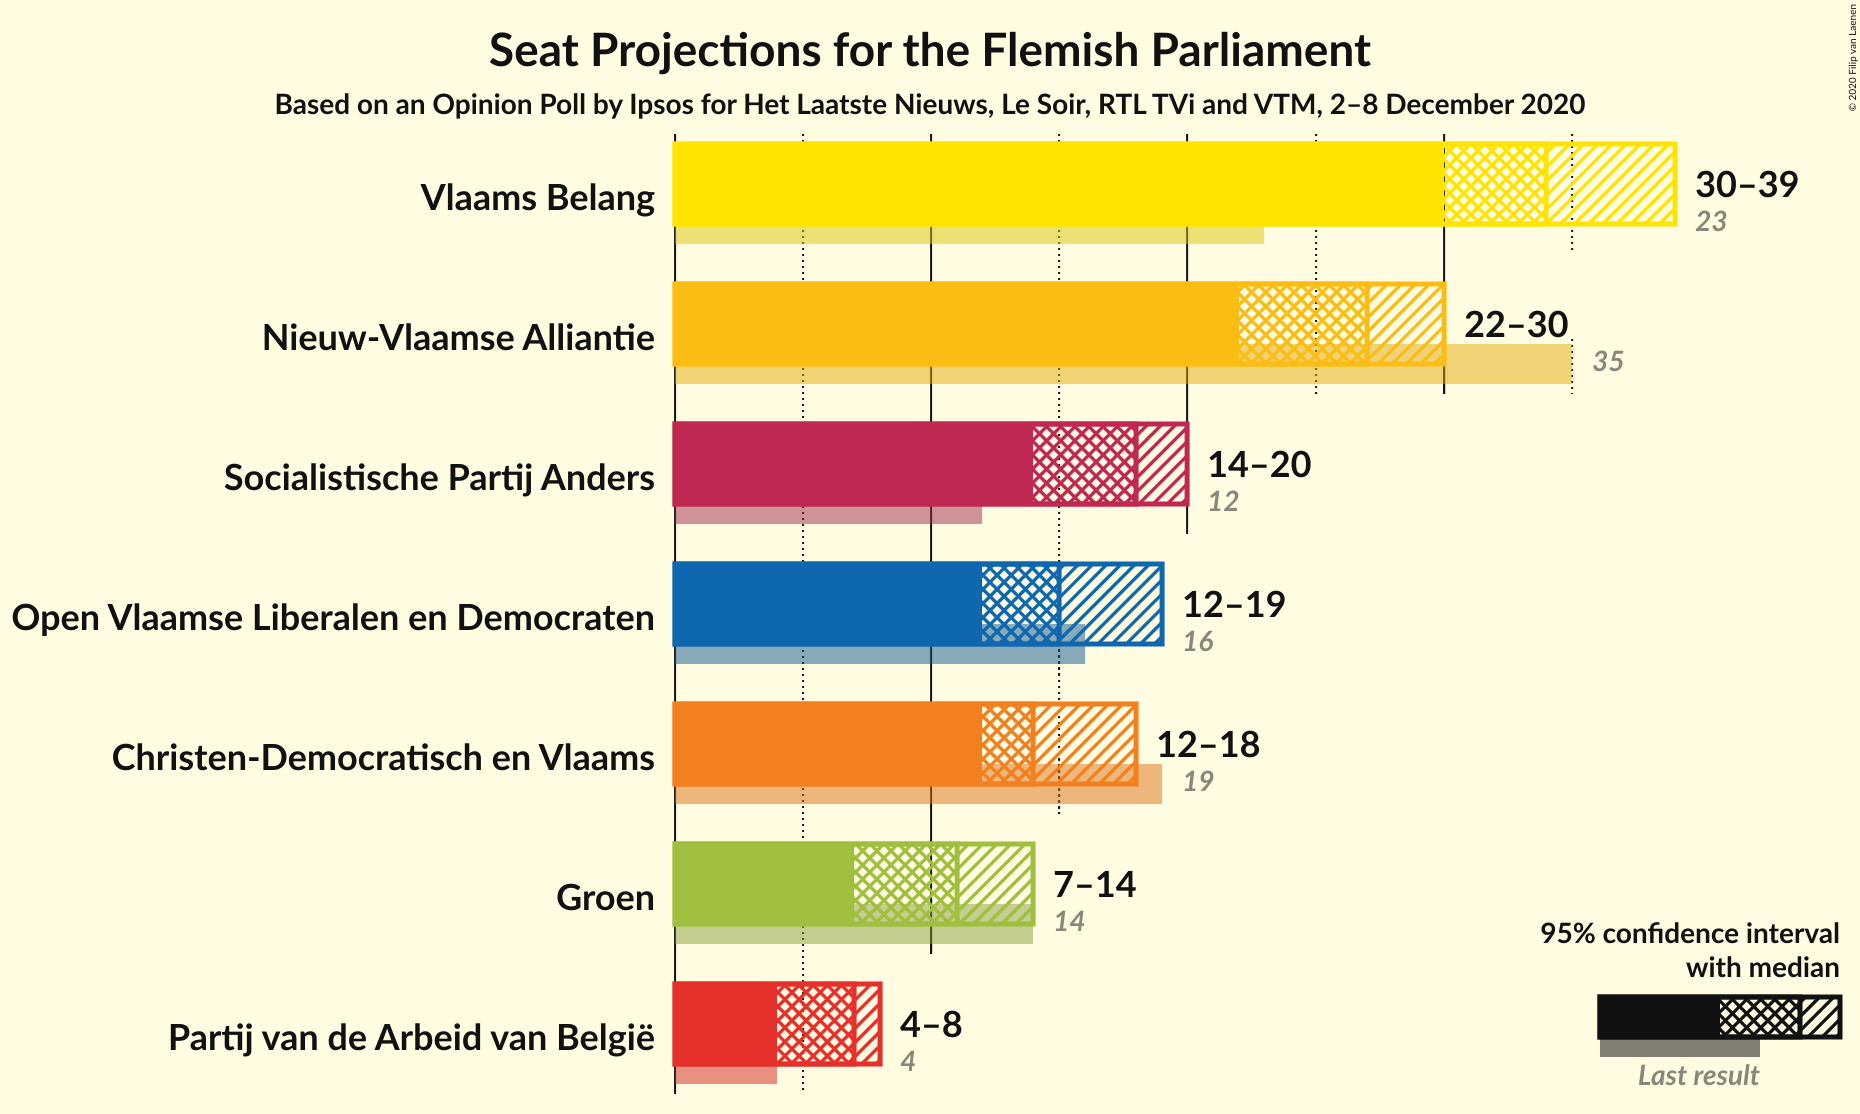 Seat Projections for the Flemish Parliament
Based on an Opinion Poll by Ipsos for Het Laatste Nieuws, Le Soir, RTL TVi and VTM, 2–8 December 2020
© 2020 Filip van Laenen
Vlaams Belang
30–39
23
Nieuw-Vlaamse Alliantie
22–30
35
Socialistische Partij Anders
14–20
12
Open Vlaamse Liberalen en Democraten
12–19
16
Christen-Democratisch en Vlaams
12–18
19
Groen
7–14
14
Partij van de Arbeid van België
4–8
4
95% confidence interval
with median
Last result